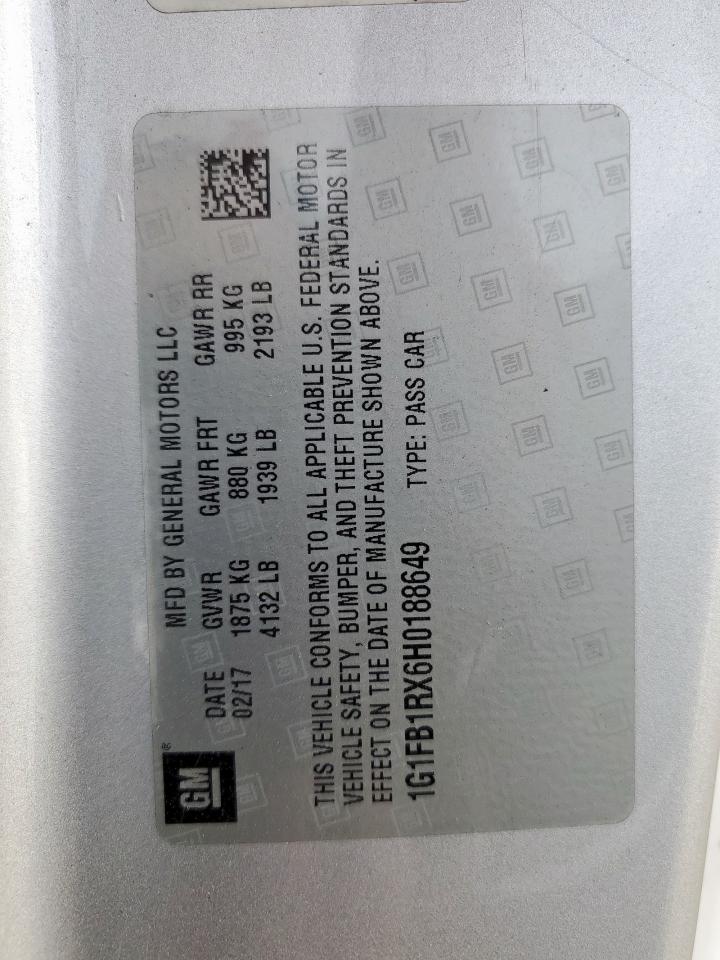 GM®
MFD BY GENERAL MOTORS LLC
DATE GVWR GAWR FRT GAWR RR
02/17 1875 KG 880 KG 995 KG
4132 LB 1939 LB 2193 LB
THIS VEHICLE CONFORMS TO ALL APPLICABLE U.S. FEDERAL MOTOR
VEHICLE SAFETY, BUMPER, AND THEFT PREVENTION STANDARDS IN
EFFECT ON THE DATE OF MANUFACTURE SHOWN ABOVE.
1G1FB1RX6H0188649 TYPE: PASS CAR